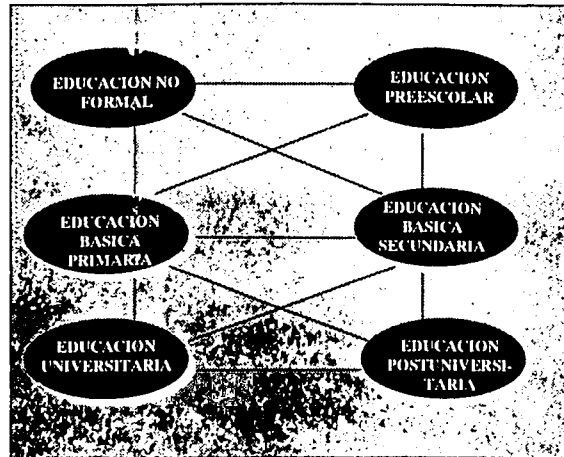 EDUCACION NO
FORMAL
EDUCACION
PREESCOLAR
EDUCACION
BASICA
PRIMARIA
EDUCACION
BASICA
SECUNDARIA
EDUCACION
UNIVERSITARIA
EDUCACION
POSTUNIVERSI-
TARIA